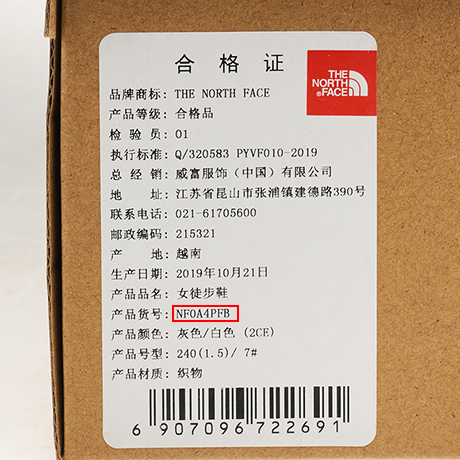 合格证
THE
NORTH
FACE
品牌商标: THE NORTH FACE
产品等级: 合格品
检 验 员: 01
执行标准: Q/320583 PYVF010-2019
总 经 销: 威富服饰（中国）有限公司
地 址: 江苏省昆山市张浦镇建德路390号
联系电话: 021-61705600
邮政编码: 215321
产 地: 越南
生产日期: 2019年10月21日
产品品名: 女徒步鞋
产品货号: NF0A4PFB
产品颜色: 灰色/白色 (2CE)
产品号型: 240(1.5)/ 7#
产品材质: 织物
6 907096 722691